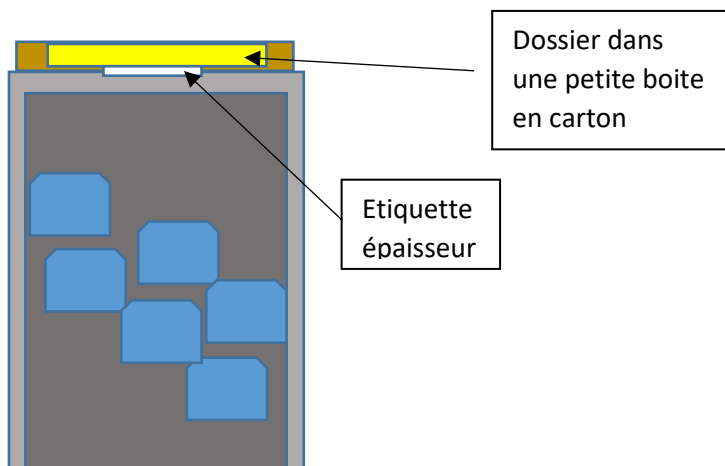 Dossier dans
une petite boite
en carton
Etiquette
épaisseur